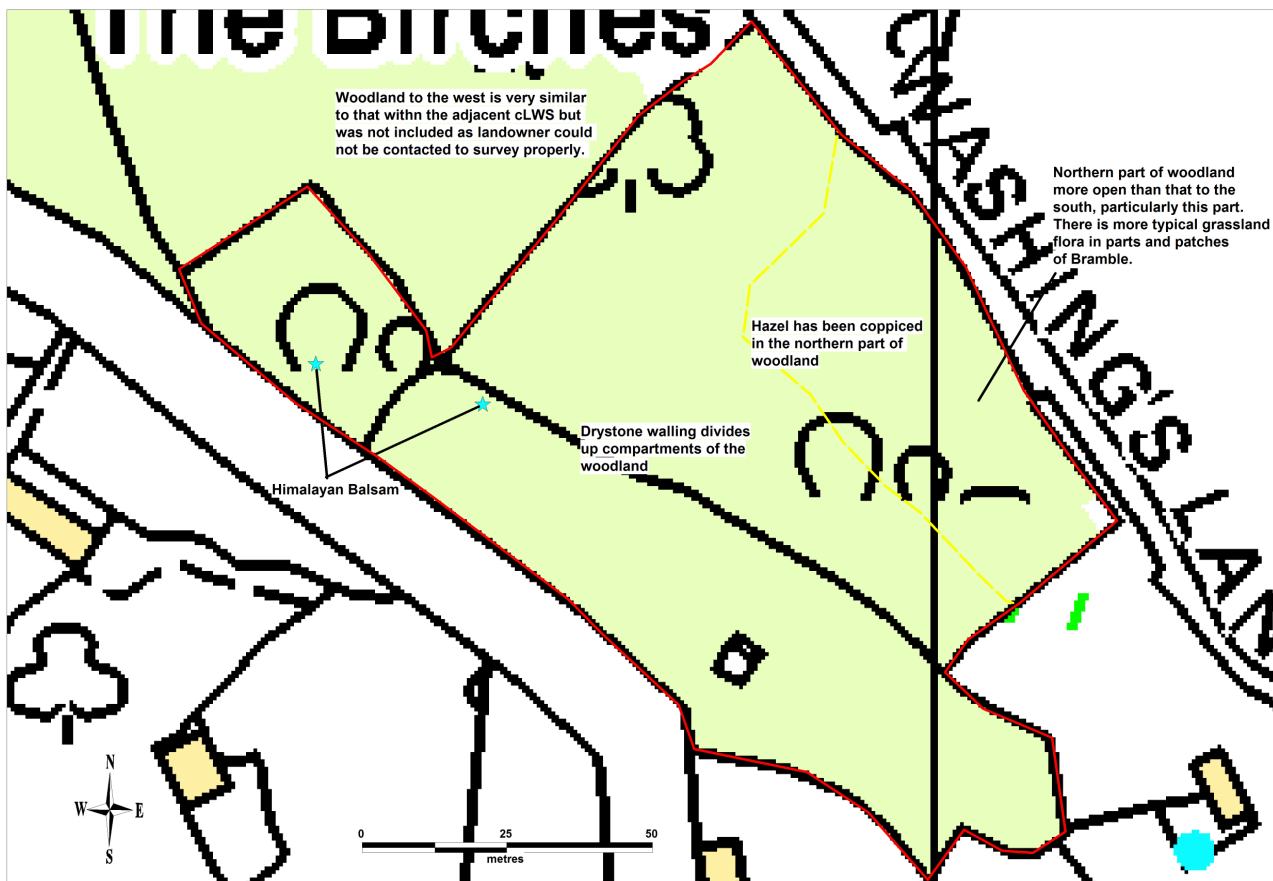 The Birches
Woodland to the west is very similar
to that withn the adjacent cLWS but
was not included as landowner could
not be contacted to survey properly.
WASHING'S LAN
Northern part of woodland
more open than that to the
south, particularly this part.
There is more typical grassland
flora in parts and patches
of Bramble.
Hazel has been coppiced
in the northern part of
woodland
Drystone walling divides
up compartments of the
woodland
Himalayan Balsam
N
W E
S
0 25 50
metres